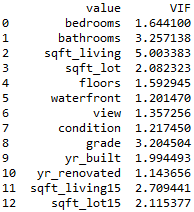 value VIF
0 bedrooms 1.644100
1 bathrooms 3.257138
2 sqft_living 5.003383
3 sqft_lot 2.082323
4 floors 1.592945
5 waterfront 1.201470
6 view 1.357256
7 condition 1.217450
8 grade 3.204504
9 yr_built 1.994493
10 yr_renovated 1.143656
11 sqft_living15 2.709441
12 sqft_lot15 2.115377